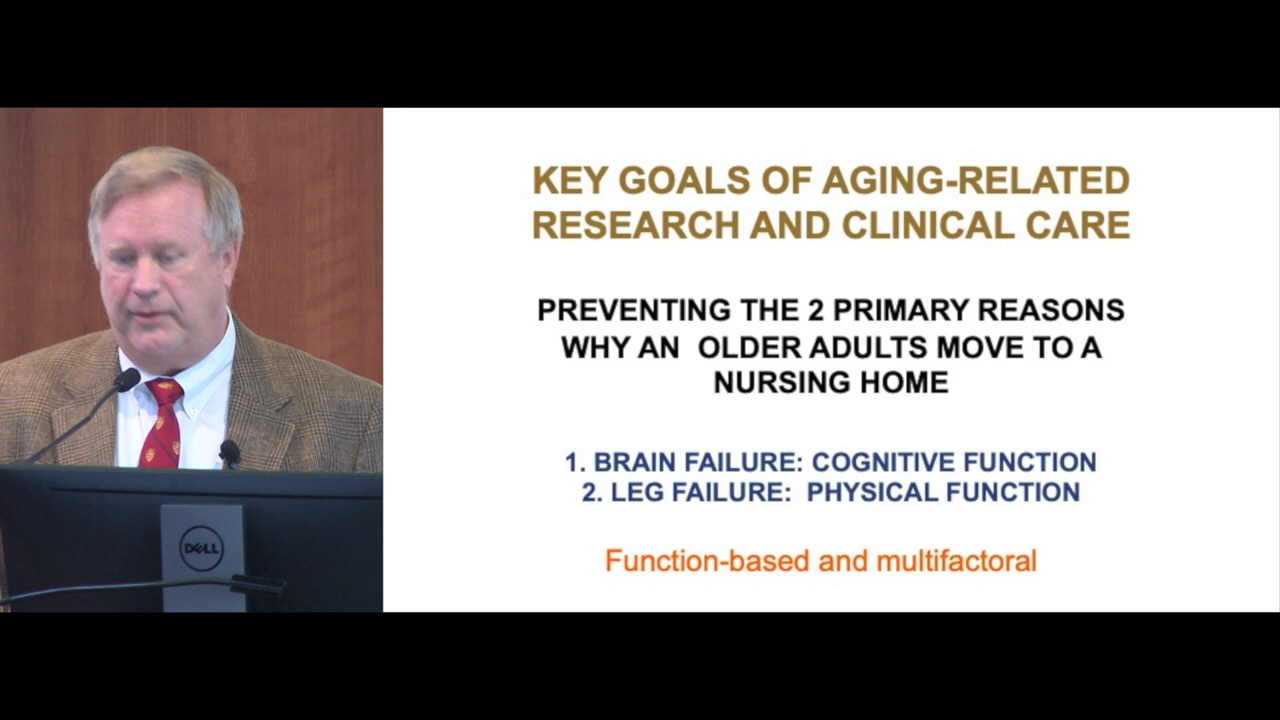 KEY GOALS OF AGING-RELATED
RESEARCH AND CLINICAL CARE
PREVENTING THE 2 PRIMARY REASONS
WHY AN OLDER ADULTS MOVE TO A
NURSING HOME
1. BRAIN FAILURE: COGNITIVE FUNCTION
2. LEG FAILURE: PHYSICAL FUNCTION
Function-based and multifactoral
DELL